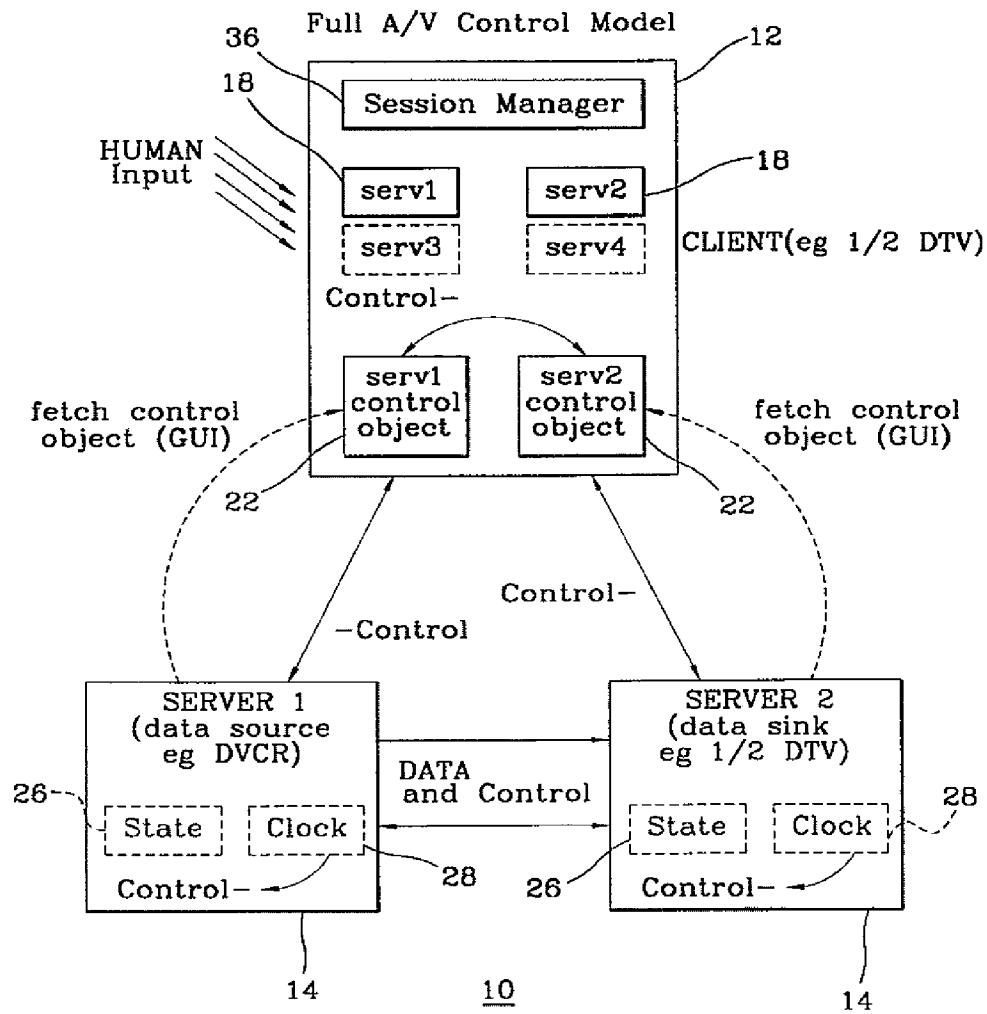 Full A/V Control Model
36
12
Session Manager
18
18
HUMAN
Input
serv1
serv2
serv3
serv4
CLIENT(eg 1/2 DTV)
Control-
serv1
control
object
serv2
control
object
fetch control
object (GUI)
fetch control
object (GUI)
22
22
Control-
-Control
SERVER 1
(data source
eg DVCR)
SERVER 2
(data sink
eg 1/2 DTV)
DATA
and Control
26
State
Clock
28
Control-
26
State
Clock
28
Control-
14
10
14